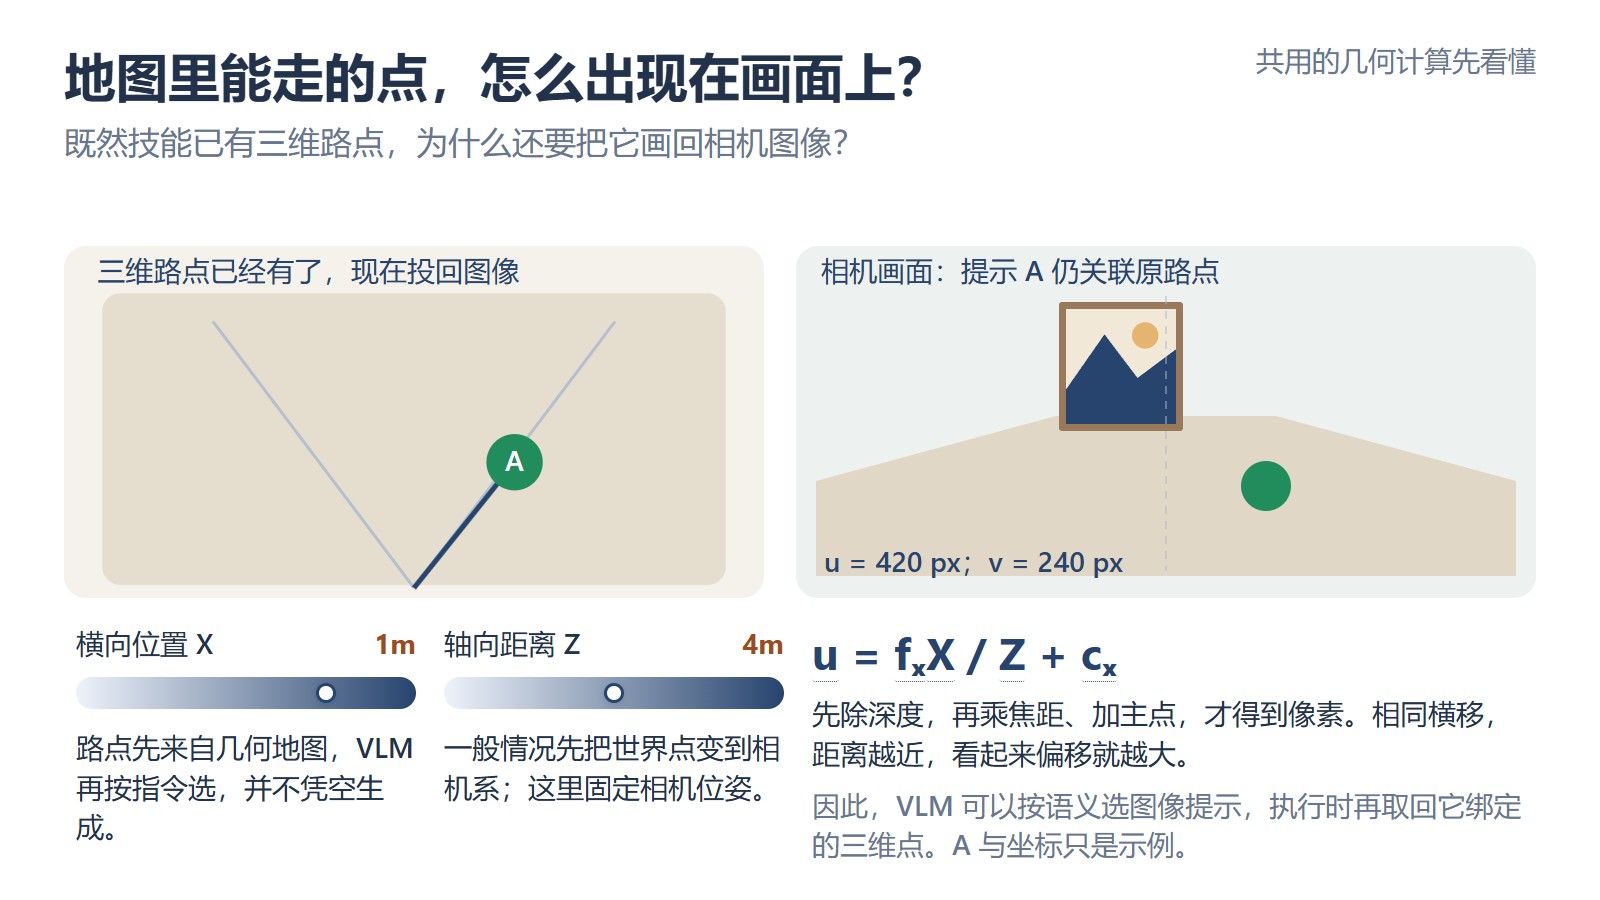 地图里能走的点，怎么出现在画面上？
共用的几何计算先看懂
既然技能已有三维路点，为什么还要把它画回相机图像？
三维路点已经有了，现在投回图像
A
相机画面：提示 A 仍关联原路点
u = 420 px；v = 240 px
横向位置 X 1m
路点先来自几何地图，VLM
再按指令选，并不凭空生
成。
轴向距离 Z 4m
一般情况先把世界点变到相
机系；这里固定相机位姿。
u = fₓX / Z + cₓ
先除深度，再乘焦距、加主点，才得到像素。相同横移，
距离越近，看起来偏移就越大。
因此，VLM 可以按语义选图像提示，执行时再取回它绑定
的三维点。A 与坐标只是示例。